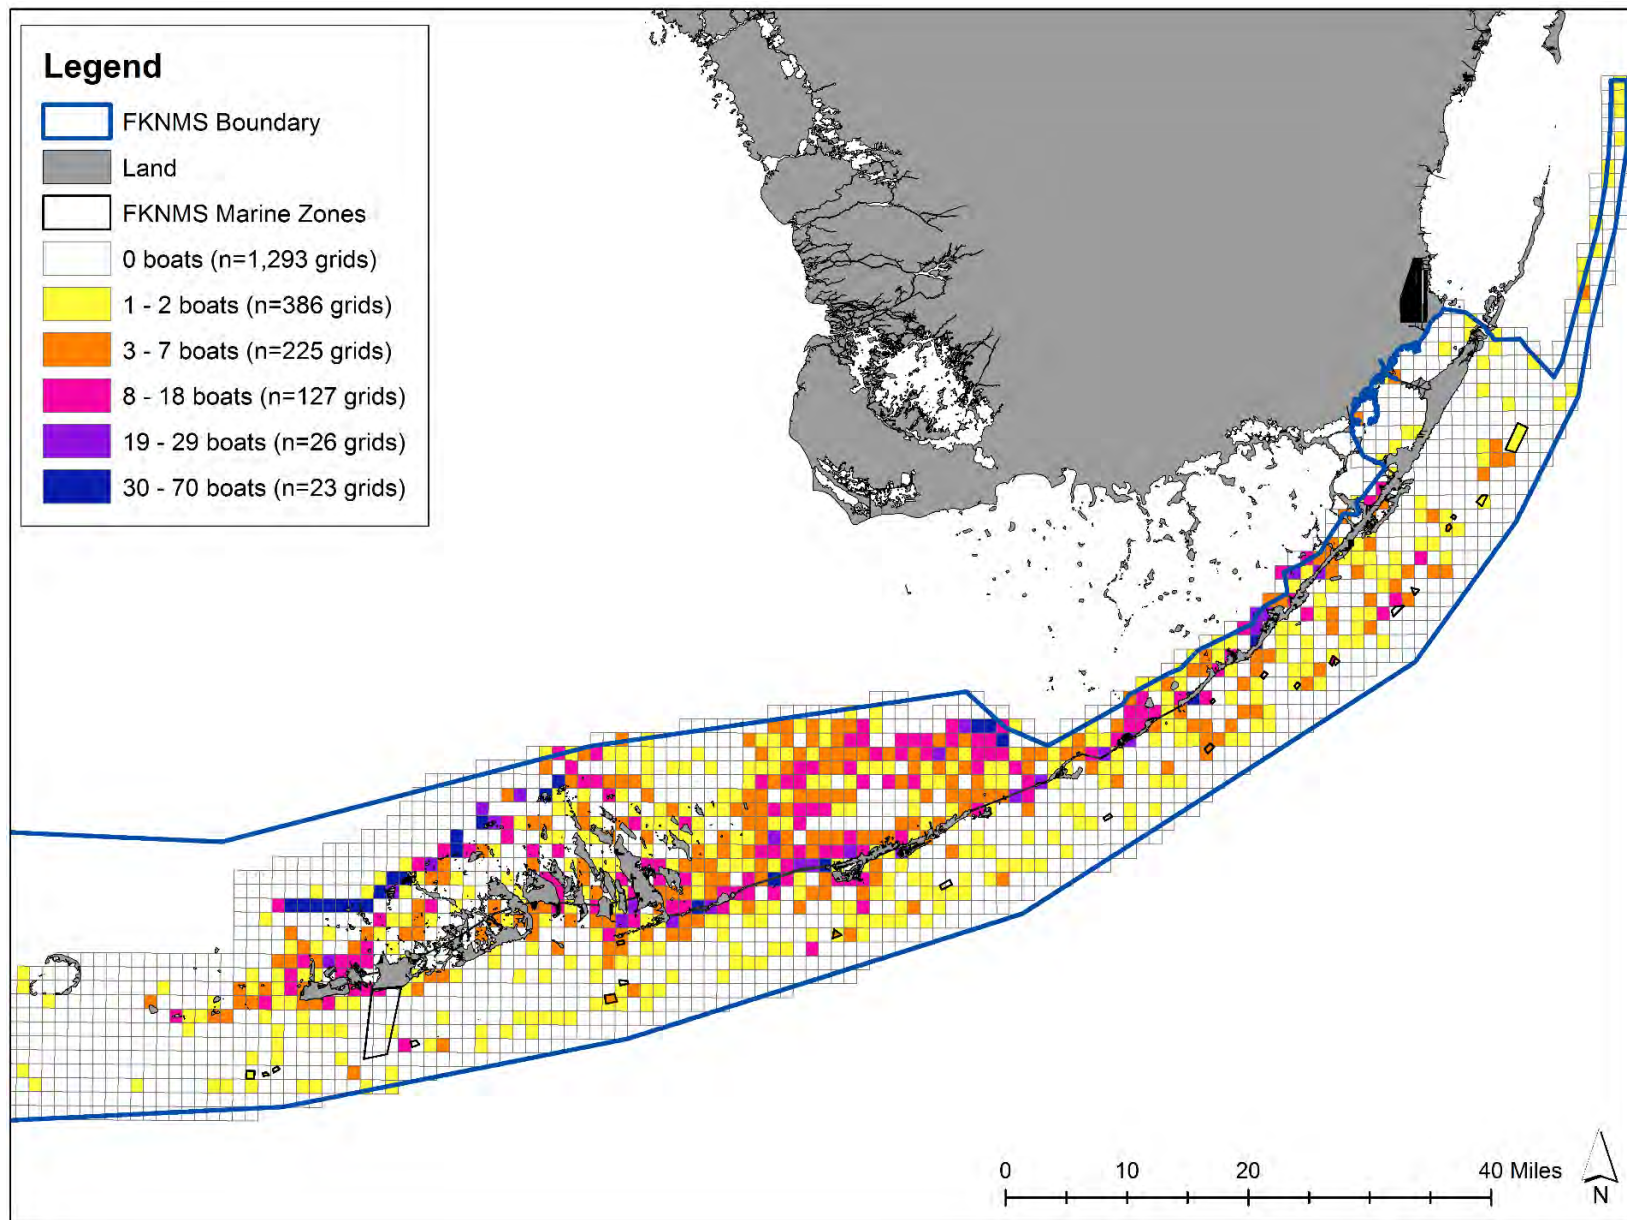 Legend
FKNMS Boundary
Land
FKNMS Marine Zones
0 boats (n=1,293 grids)
1 - 2 boats (n=386 grids)
3 - 7 boats (n=225 grids)
8 - 18 boats (n=127 grids)
19 - 29 boats (n=26 grids)
30 - 70 boats (n=23 grids)
0 10 20 40 Miles
N